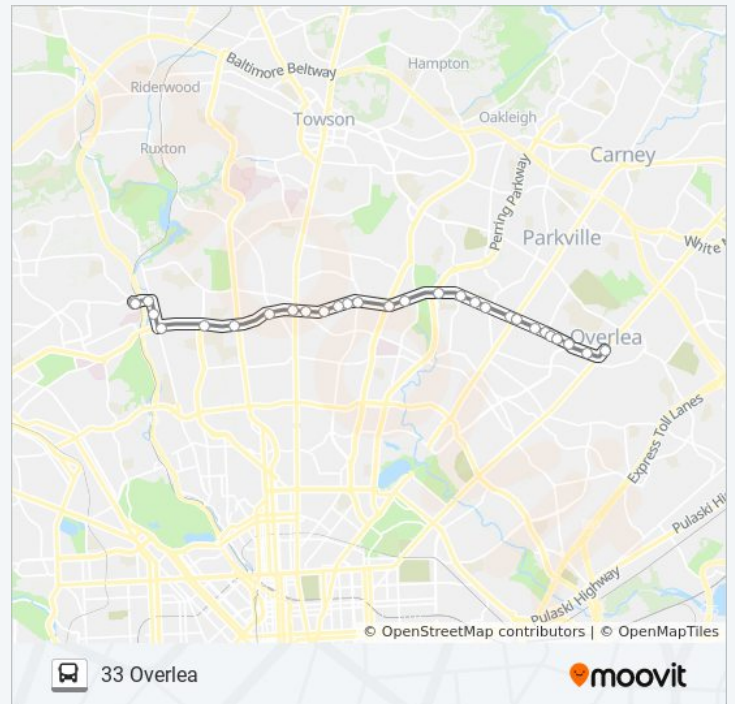 Baltimore Beltway
Hampton
Riderwood
Towson
Oakleigh
Ruxton
Carney
Perring Parkway
Parkville
White M
Overlea
Express Toll Lanes
Pulaski Hi
Pulaski Highway
© OpenStreetMap contributors | © OpenMapTiles
33 Overlea
moovit